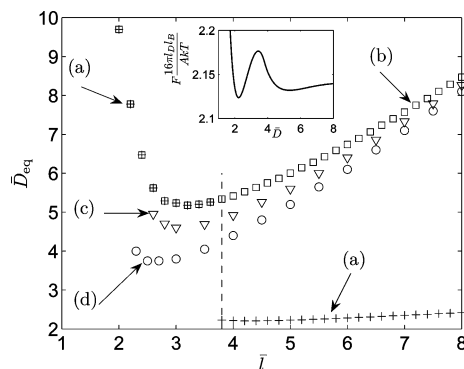 10
9
8
7
6
5
4
3
2
D̄eq
1 2 3 4 5 6 7 8
l̄
(a)
(b)
(c)
(d)
(a)
F 16πl_D l_B / AkT
2.2
2.15
2.1
2 4 6 8
D̄